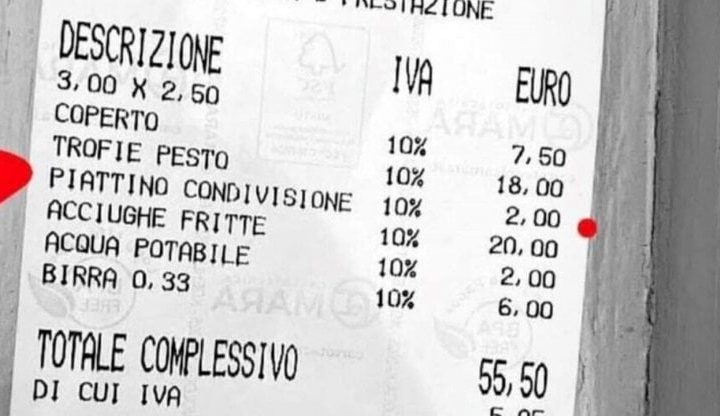 PRESTAZIONE
DESCRIZIONE IVA EURO
3,00 X 2,50
COPERTO 10% 7,50
TROFIE PESTO 10% 18,00
PIATTINO CONDIVISIONE 10% 2,00
ACCIUGHE FRITTE 10% 20,00
ACQUA POTABILE 10% 2,00
BIRRA 0,33 10% 6,00
TOTALE COMPLESSIVO 55,50
DI CUI IVA